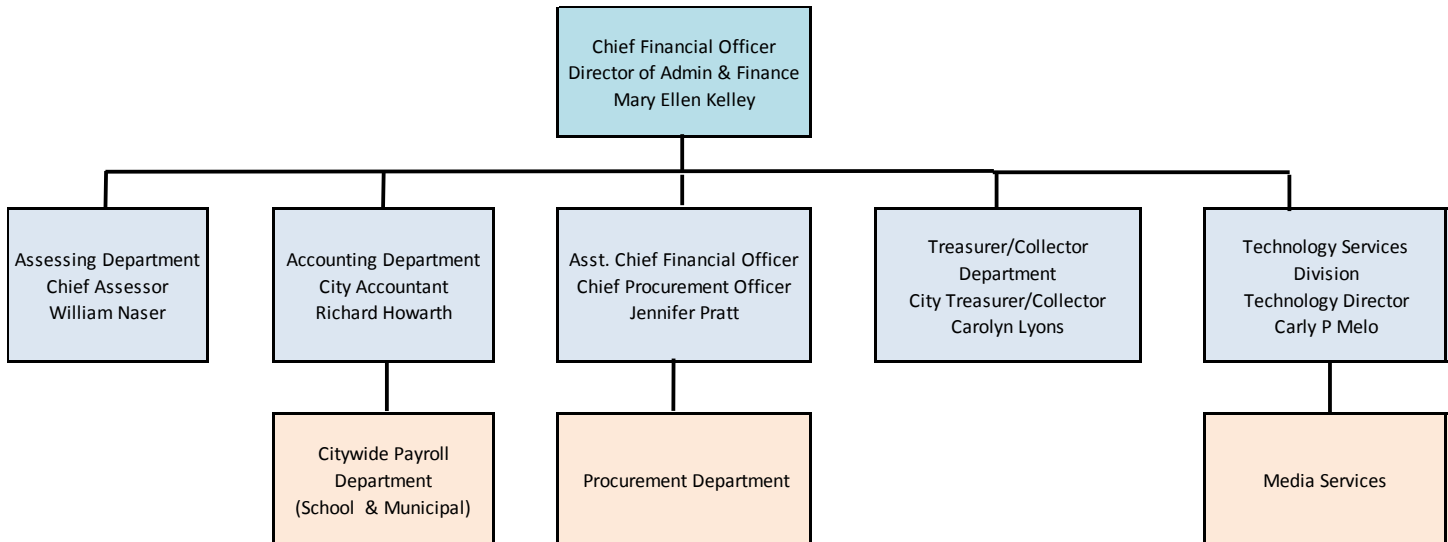 Chief Financial Officer
Director of Admin & Finance
Mary Ellen Kelley
Assessing Department
Chief Assessor
William Naser
Accounting Department
City Accountant
Richard Howarth
Asst. Chief Financial Officer
Chief Procurement Officer
Jennifer Pratt
Treasurer/Collector
Department
City Treasurer/Collector
Carolyn Lyons
Technology Services
Division
Technology Director
Carly P Melo
Citywide Payroll
Department
(School & Municipal)
Procurement Department
Media Services